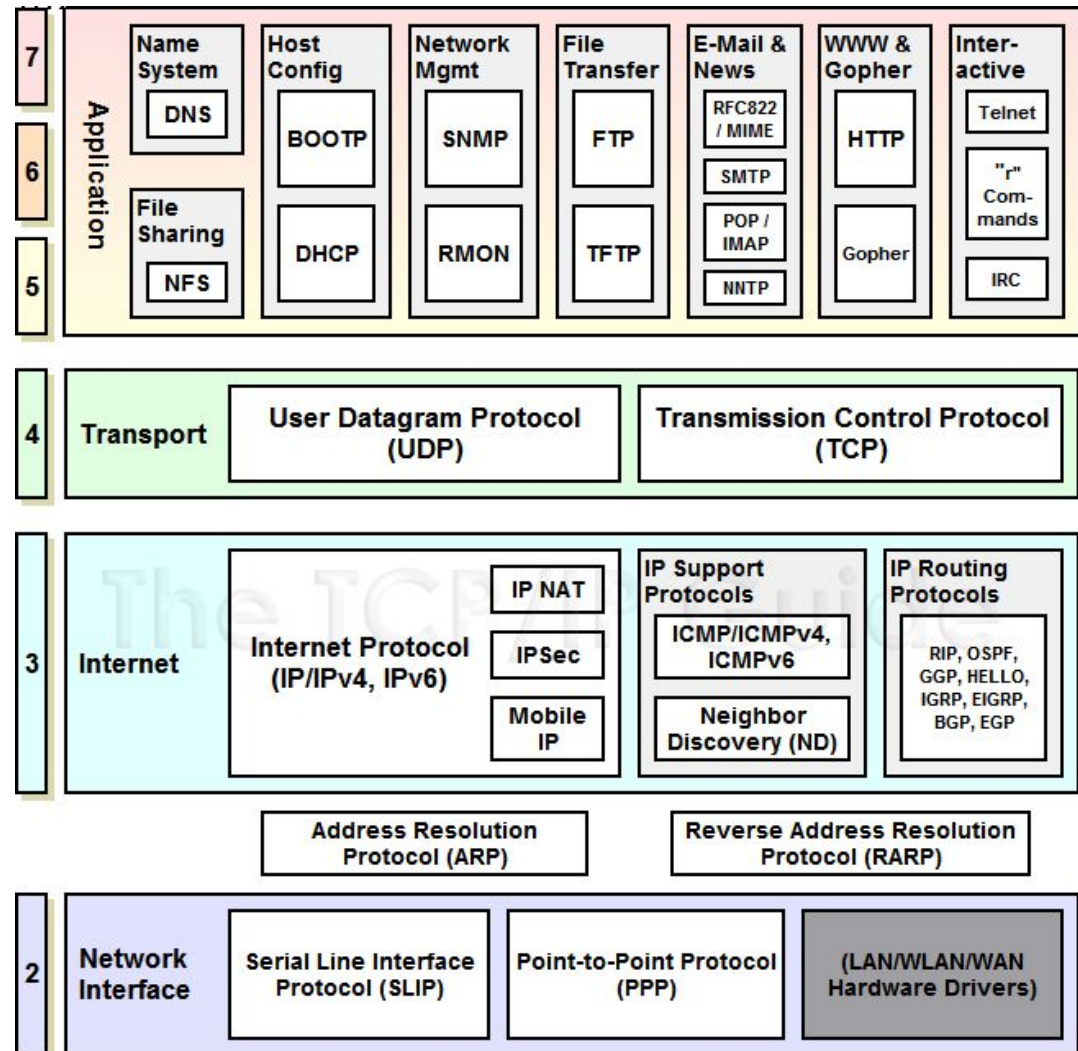 7
6
5
Application
Name
System
DNS
File
Sharing
NFS
Host
Config
BOOTP
DHCP
Network
Mgmt
SNMP
RMON
File
Transfer
FTP
TFTP
E-Mail &
News
RFC822
/ MIME
SMTP
POP /
IMAP
NNTP
WWW &
Gopher
HTTP
Gopher
Inter-
active
Telnet
"r"
Com-
mands
IRC
4
Transport
User Datagram Protocol
(UDP)
Transmission Control Protocol
(TCP)
The TCP/IP Guide
3
Internet
Internet Protocol
(IP/IPv4, IPv6)
IP NAT
IPSec
Mobile
IP
IP Support
Protocols
ICMP/ICMPv4,
ICMPv6
Neighbor
Discovery (ND)
IP Routing
Protocols
RIP, OSPF,
GGP, HELLO,
IGRP, EIGRP,
BGP, EGP
Address Resolution
Protocol (ARP)
Reverse Address Resolution
Protocol (RARP)
2
Network
Interface
Serial Line Interface
Protocol (SLIP)
Point-to-Point Protocol
(PPP)
(LAN/WLAN/WAN
Hardware Drivers)